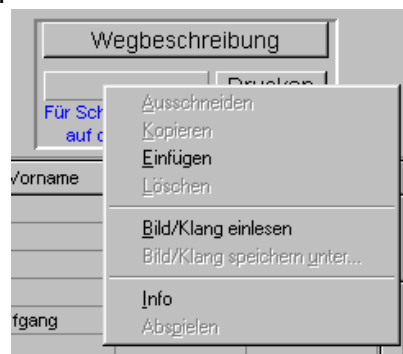 Wegbeschreibung
Drucken
Für Sch
auf d
Ausschneiden
Kopieren
Einfügen
Löschen
Vorname
Bild/Klang einlesen
Bild/Klang speichern unter...
Info
Abspielen
fgang